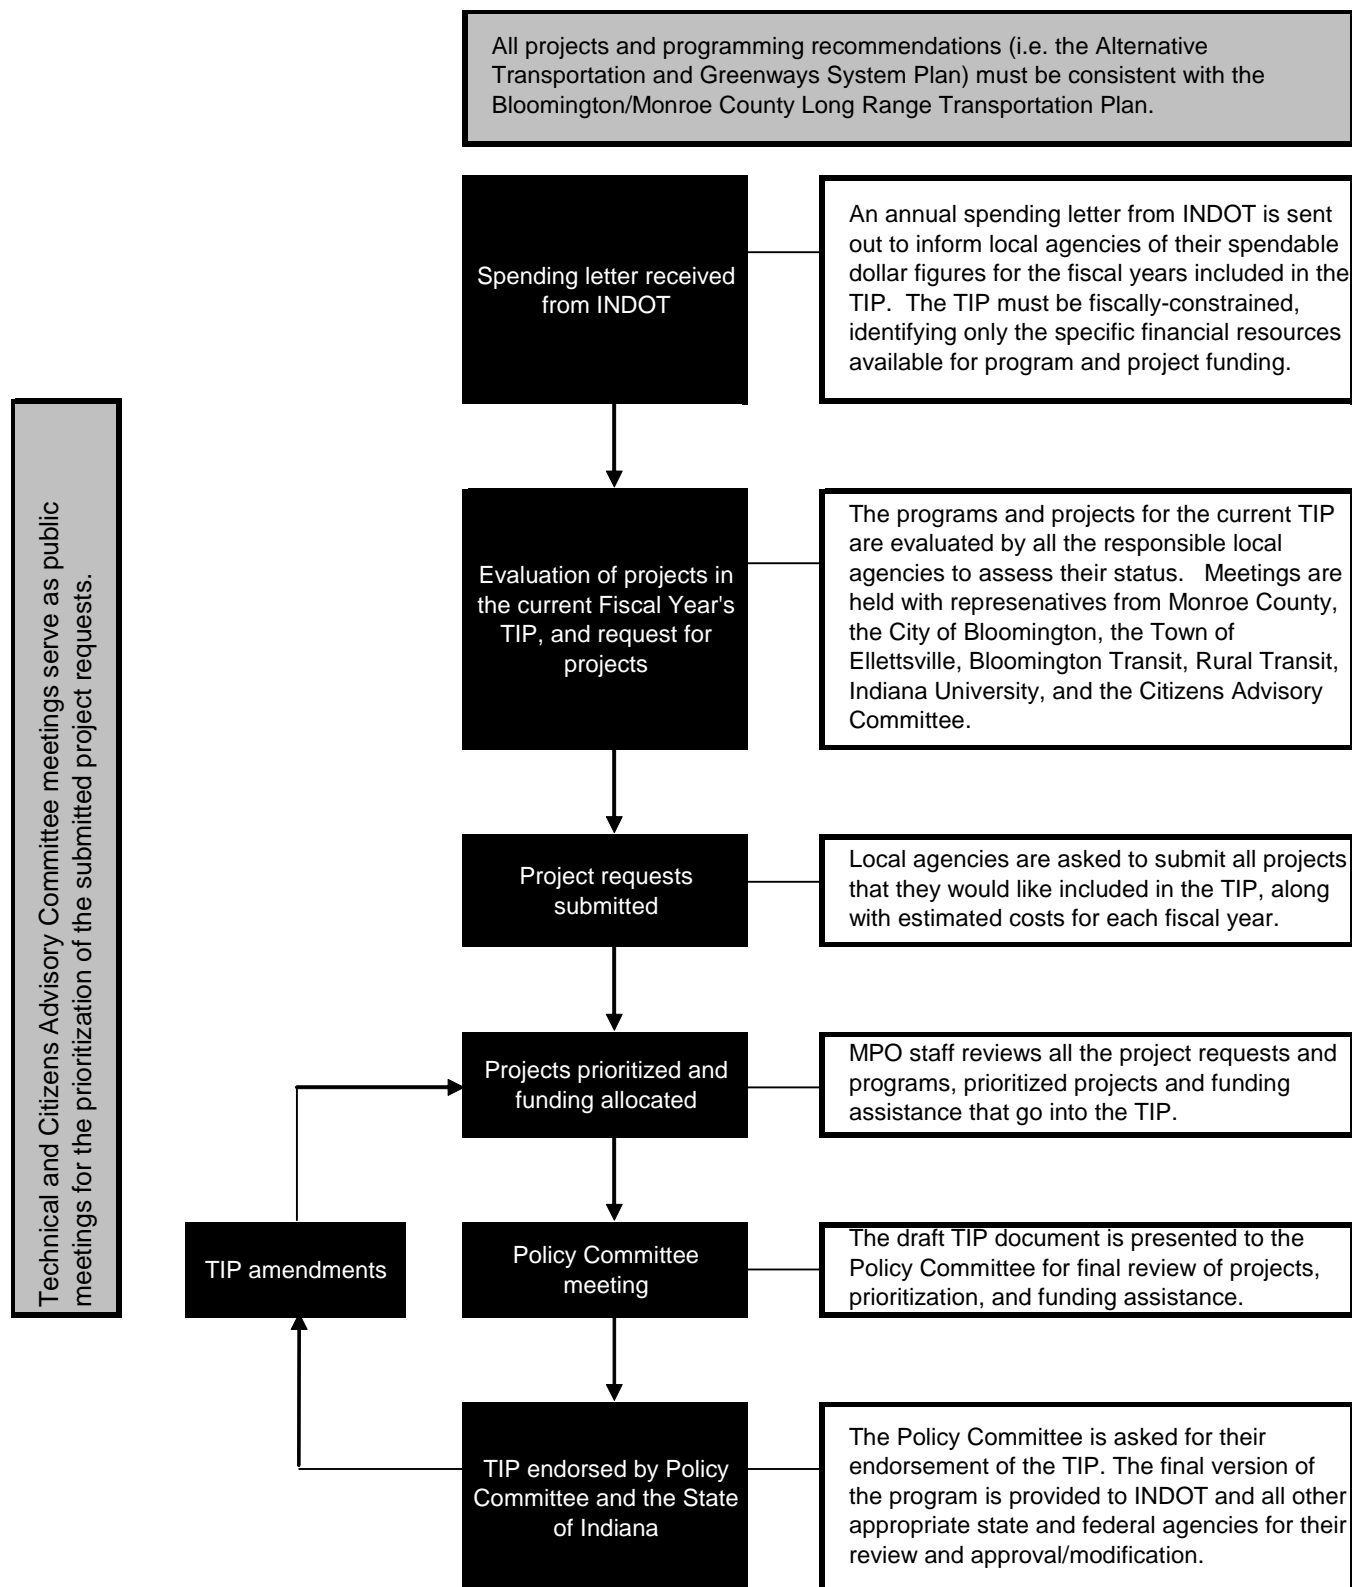 All projects and programming recommendations (i.e. the Alternative
Transportation and Greenways System Plan) must be consistent with the
Bloomington/Monroe County Long Range Transportation Plan.
Spending letter received
from INDOT
An annual spending letter from INDOT is sent
out to inform local agencies of their spendable
dollar figures for the fiscal years included in the
TIP.  The TIP must be fiscally-constrained,
identifying only the specific financial resources
available for program and project funding.
Technical and Citizens Advisory Committee meetings serve as public
meetings for the prioritization of the submitted project requests.
Evaluation of projects in
the current Fiscal Year's
TIP, and request for
projects
The programs and projects for the current TIP
are evaluated by all the responsible local
agencies to assess their status.   Meetings are
held with represenatives from Monroe County,
the City of Bloomington, the Town of
Ellettsville, Bloomington Transit, Rural Transit,
Indiana University, and the Citizens Advisory
Committee.
Project requests
submitted
Local agencies are asked to submit all projects
that they would like included in the TIP, along
with estimated costs for each fiscal year.
Projects prioritized and
funding allocated
MPO staff reviews all the project requests and
programs, prioritized projects and funding
assistance that go into the TIP.
TIP amendments
Policy Committee
meeting
The draft TIP document is presented to the
Policy Committee for final review of projects,
prioritization, and funding assistance.
TIP endorsed by Policy
Committee and the State
of Indiana
The Policy Committee is asked for their
endorsement of the TIP. The final version of
the program is provided to INDOT and all other
appropriate state and federal agencies for their
review and approval/modification.